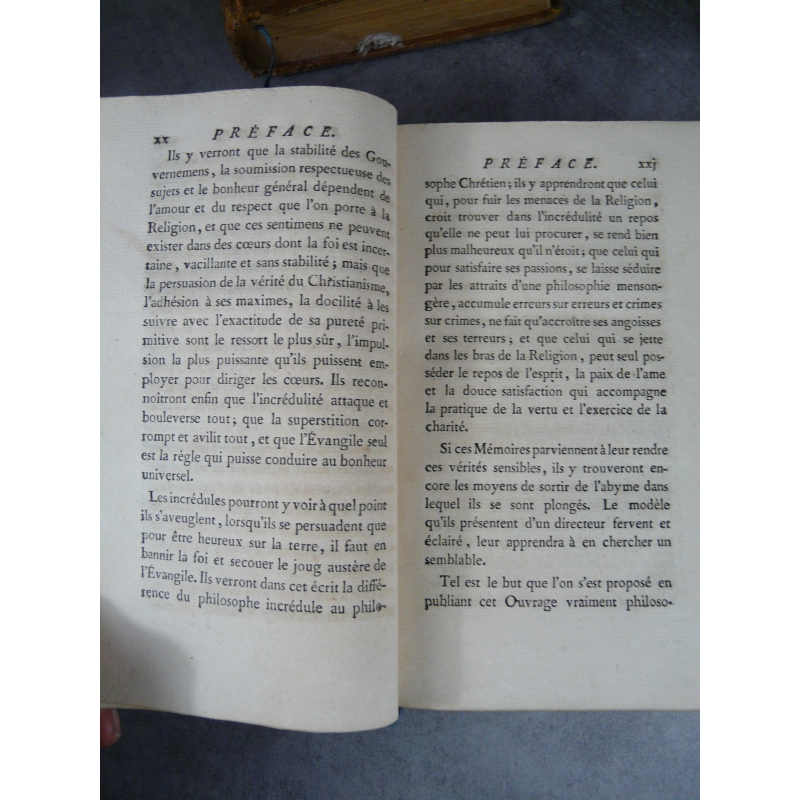 xx PRÉFACE.
Ils y verront que la stabilité des Gou-
vernemens, la soumission respectueuse des
sujets et le bonheur général dépendent de
l'amour et du respect que l'on porte à la
Religion, et que ces sentimens ne peuvent
exister dans des cœurs dont la foi est incer-
taine, vacillante et sans stabilité; mais que
la persuasion de la vérité du Christianisme,
l'adhésion à ses maximes, la docilité à les
suivre avec l'exactitude de sa pureté pri-
mitive sont le ressort le plus sûr, l'impul-
sion la plus puissante qu'ils puissent em-
ployer pour diriger les cœurs. Ils recon-
noîtront enfin que l'incrédulité attaque et
bouleverse tout; que la superstition cor-
rompt et avilit tout, et que l'Évangile seul
est la règle qui puisse conduire au bonheur
universel.
Les incrédules pourront y voir à quel point
ils s'aveuglent, lorsqu'ils se persuadent que
pour être heureux sur la terre, il faut en
bannir la foi et secouer le joug austère de
l'Évangile. Ils verront dans cet écrit la diffé-
rence du philosophe incrédule au philo-
PRÉFACE. xxj
sophe Chrétien; ils y apprendront que celui
qui, pour fuir les menaces de la Religion,
croit trouver dans l'incrédulité un repos
qu'elle ne peut lui procurer, se rend bien
plus malheureux qu'il n'étoit; que celui qui
pour satisfaire ses passions, se laisse séduire
par les attraits d'une philosophie menson-
gère, accumule erreurs sur erreurs et crimes
sur crimes, ne fait qu'accroître ses angoisses
et ses terreurs; et que celui qui se jette
dans les bras de la Religion, peut seul pos-
séder le repos de l'esprit, la paix de l'ame
et la douce satisfaction qui accompagne
la pratique de la vertu et l'exercice de la
charité.
Si ces Mémoires parviennent à leur rendre
ces vérités sensibles, ils y trouveront en-
core les moyens de sortir de l'abyme dans
lequel ils se sont plongés. Le modèle
qu'ils présentent d'un directeur fervent et
éclairé, leur apprendra à en chercher un
semblable.
Tel est le but que l'on s'est proposé en
publiant cet Ouvrage vraiment philoso-